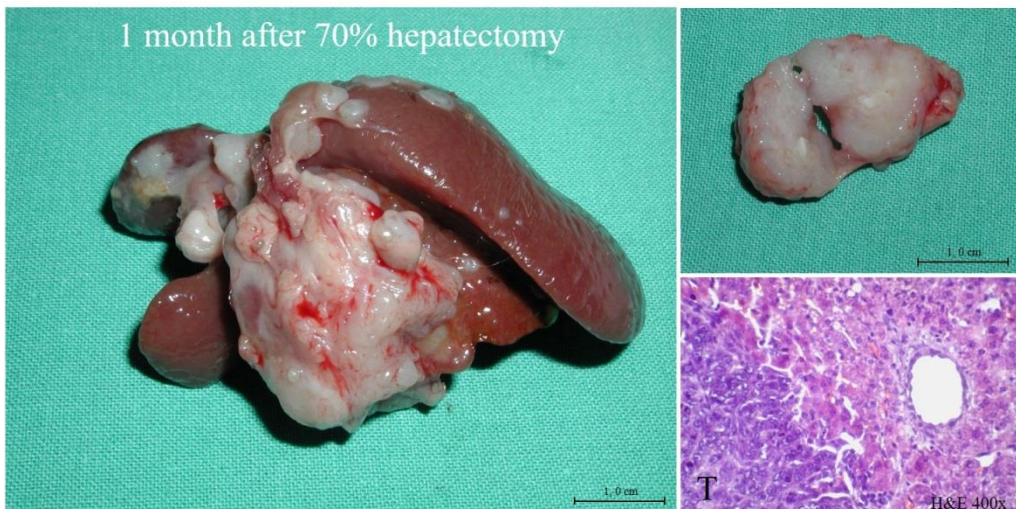 1 month after 70% hepatectomy
1, 0 cm
1, 0 cm
T
H&E 400x